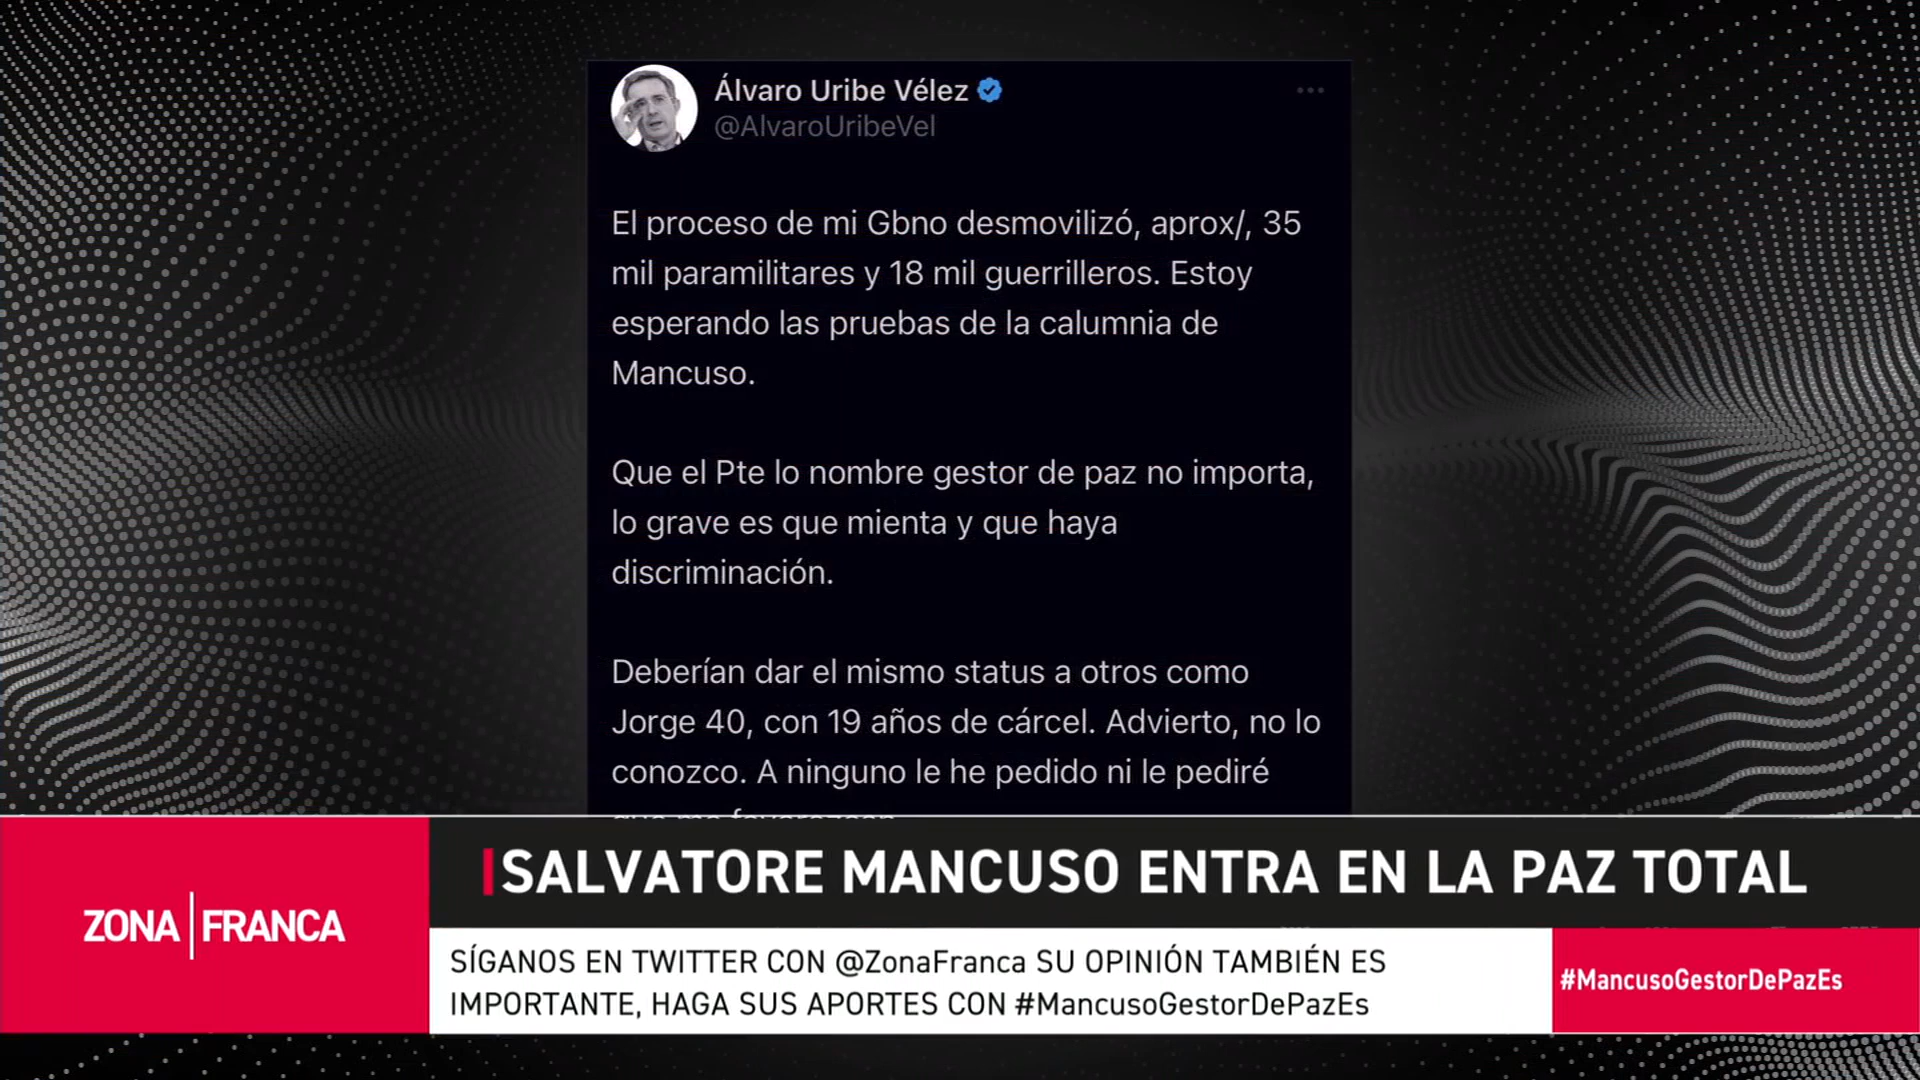 Álvaro Uribe Vélez
@AlvaroUribeVel
El proceso de mi Gbno desmovilizó, aprox/, 35
mil paramilitares y 18 mil guerrilleros. Estoy
esperando las pruebas de la calumnia de
Mancuso.
Que el Pte lo nombre gestor de paz no importa,
lo grave es que mienta y que haya
discriminación.
Deberían dar el mismo status a otros como
Jorge 40, con 19 años de cárcel. Advierto, no lo
conozco. A ninguno le he pedido ni le pediré
ZONA FRANCA
SALVATORE MANCUSO ENTRA EN LA PAZ TOTAL
SÍGANOS EN TWITTER CON @ZonaFranca SU OPINIÓN TAMBIÉN ES
IMPORTANTE, HAGA SUS APORTES CON #MancusoGestorDePazEs
#MancusoGestorDePazEs